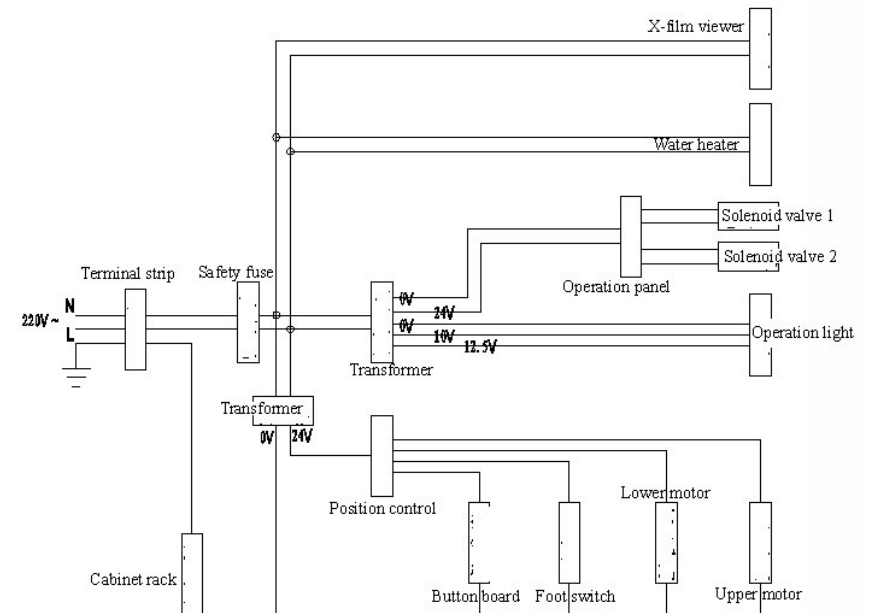 X-film viewer
Water heater
Solenoid valve 1
Solenoid valve 2
Operation panel
Terminal strip
Safety fuse
N
220V~
L
0V
24V
0V
10V
12.5V
Operation light
Transformer
Transformer
0V 24V
Position control
Lower motor
Cabinet rack
Button board
Foot switch
Upper motor